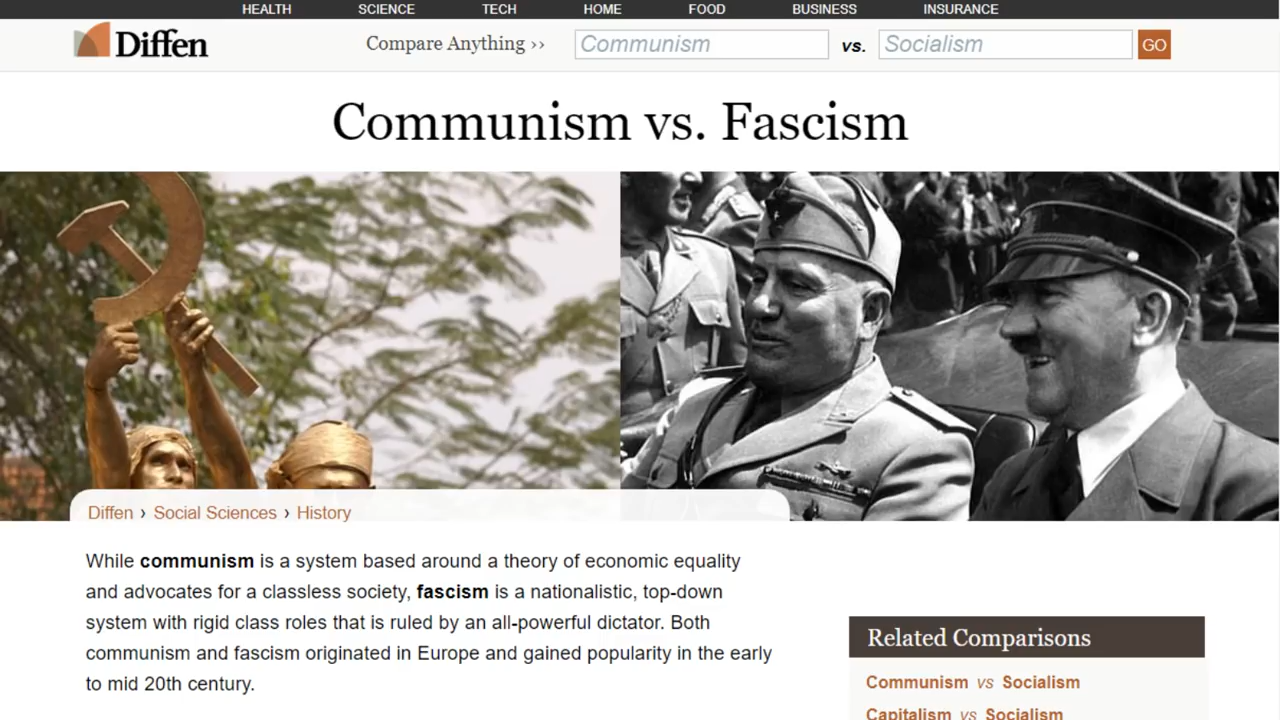 HEALTH SCIENCE TECH HOME FOOD BUSINESS INSURANCE
Diffen Compare Anything ›› Communism vs. Socialism GO
Communism vs. Fascism
Diffen › Social Sciences › History
While communism is a system based around a theory of economic equality
and advocates for a classless society, fascism is a nationalistic, top-down
system with rigid class roles that is ruled by an all-powerful dictator. Both
communism and fascism originated in Europe and gained popularity in the early
to mid 20th century.
Related Comparisons
Communism vs Socialism
Capitalism vs Socialism